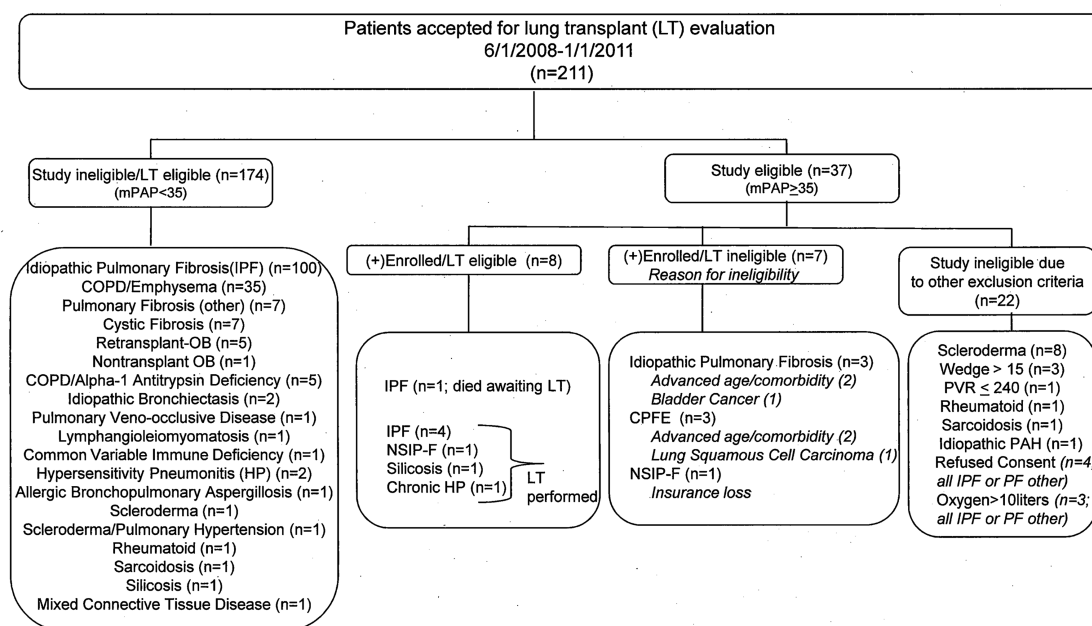 Patients accepted for lung transplant (LT) evaluation
6/1/2008-1/1/2011
(n=211)
Study ineligible/LT eligible (n=174)
(mPAP<35)
Study eligible (n=37)
(mPAP≥35)
Idiopathic Pulmonary Fibrosis(IPF) (n=100)
COPD/Emphysema (n=35)
Pulmonary Fibrosis (other) (n=7)
Cystic Fibrosis (n=7)
Retransplant-OB (n=5)
Nontransplant OB (n=1)
COPD/Alpha-1 Antitrypsin Deficiency (n=5)
Idiopathic Bronchiectasis (n=2)
Pulmonary Veno-occlusive Disease (n=1)
Lymphangioleiomyomatosis (n=1)
Common Variable Immune Deficiency (n=1)
Hypersensitivity Pneumonitis (HP) (n=2)
Allergic Bronchopulmonary Aspergillosis (n=1)
Scleroderma (n=1)
Scleroderma/Pulmonary Hypertension (n=1)
Rheumatoid (n=1)
Sarcoidosis (n=1)
Silicosis (n=1)
Mixed Connective Tissue Disease (n=1)
(+)Enrolled/LT eligible (n=8)
IPF (n=1; died awaiting LT)
IPF (n=4)
NSIP-F (n=1)
Silicosis (n=1)
Chronic HP (n=1)
LT
performed
(+)Enrolled/LT ineligible (n=7)
Reason for ineligibility
Idiopathic Pulmonary Fibrosis (n=3)
Advanced age/comorbidity (2)
Bladder Cancer (1)
CPFE (n=3)
Advanced age/comorbidity (2)
Lung Squamous Cell Carcinoma (1)
NSIP-F (n=1)
Insurance loss
Study ineligible due
to other exclusion criteria
(n=22)
Scleroderma (n=8)
Wedge > 15 (n=3)
PVR ≤ 240 (n=1)
Rheumatoid (n=1)
Sarcoidosis (n=1)
Idiopathic PAH (n=1)
Refused Consent (n=4
all IPF or PF other)
Oxygen>10liters (n=3;
all IPF or PF other)